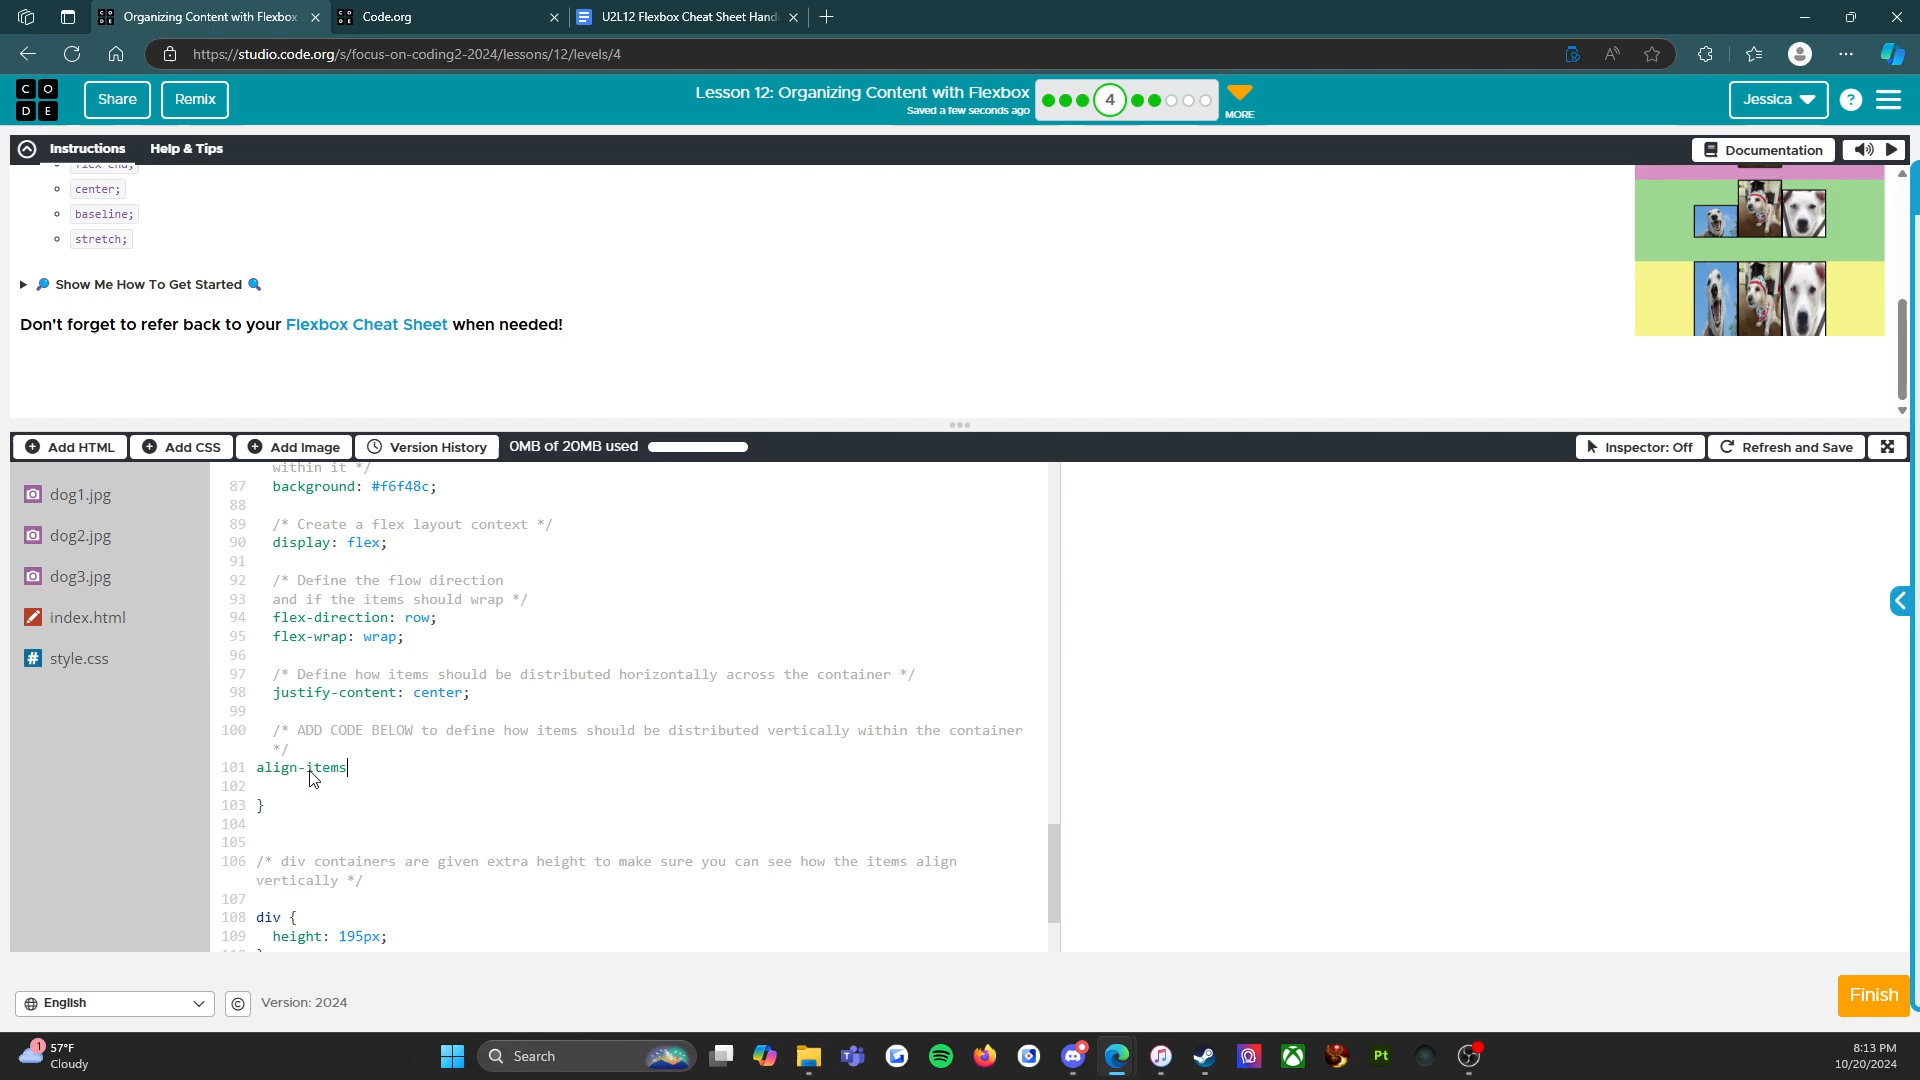 Organizing Content with Flexbox
Code.org
U2L12 Flexbox Cheat Sheet Hand
https://studio.code.org/s/focus-on-coding2-2024/lessons/12/levels/4
C O
D E
Share
Remix
Lesson 12: Organizing Content with Flexbox
Saved a few seconds ago
4
MORE
Jessica
?
Instructions
Help & Tips
Documentation
flex-end;
center;
baseline;
stretch;
Show Me How To Get Started
Don't forget to refer back to your Flexbox Cheat Sheet when needed!
Add HTML
Add CSS
Add Image
Version History
0MB of 20MB used
Inspector: Off
Refresh and Save
dog1.jpg
dog2.jpg
dog3.jpg
index.html
# style.css
within it */
87 background: #f6f48c;
88
89 /* Create a flex layout context */
90 display: flex;
91
92 /* Define the flow direction
93 and if the items should wrap */
94 flex-direction: row;
95 flex-wrap: wrap;
96
97 /* Define how items should be distributed horizontally across the container */
98 justify-content: center;
99
100 /* ADD CODE BELOW to define how items should be distributed vertically within the container
*/
101 align-items
102
103 }
104
105
106 /* div containers are given extra height to make sure you can see how the items align
vertically */
107
108 div {
109 height: 195px;
Finish
English
©
Version: 2024
1
57°F
Cloudy
Search
Pt
8:13 PM
10/20/2024